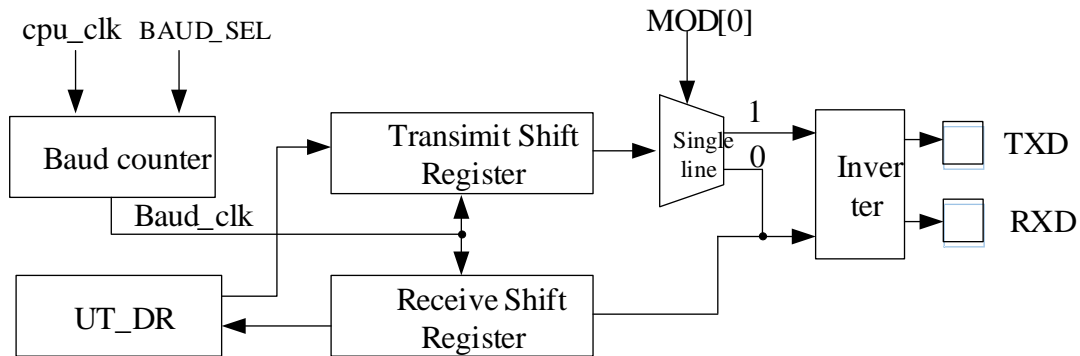 cpu_clk BAUD_SEL
MOD[0]
Baud counter
Baud_clk
Transimit Shift
Register
Single
line
1
0
Inver
ter
TXD
RXD
UT_DR
Receive Shift
Register